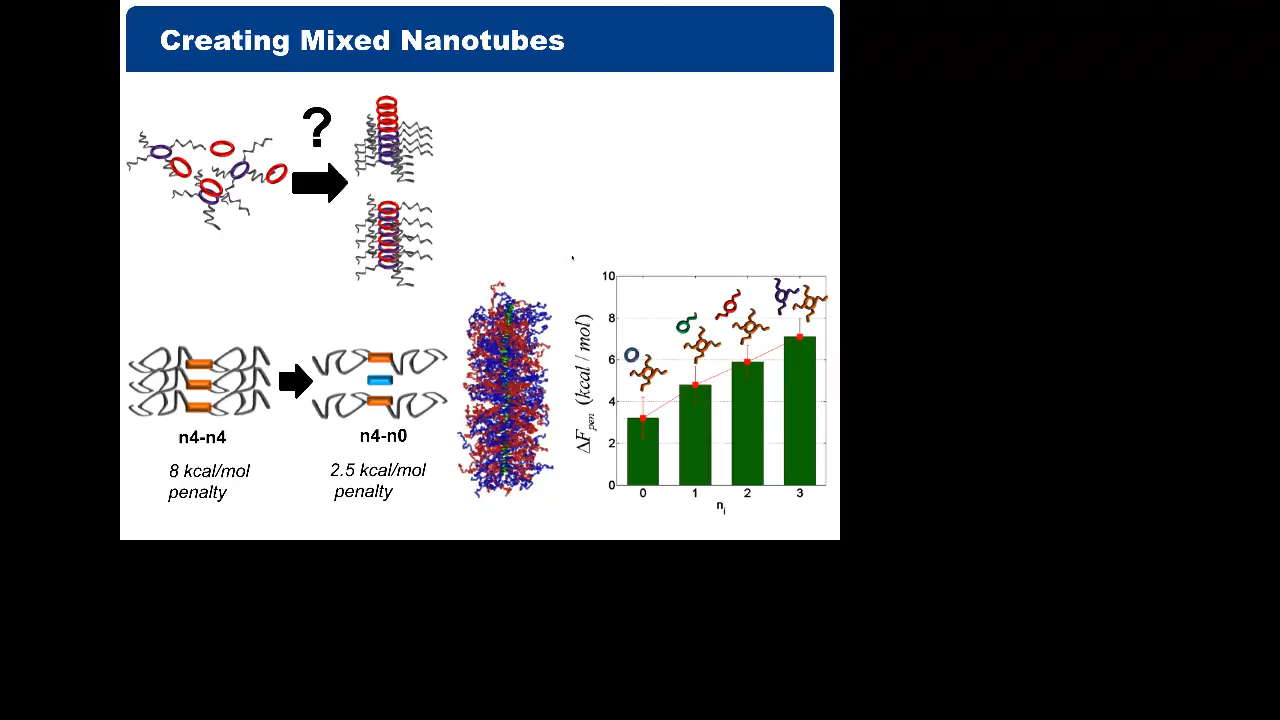 Creating Mixed Nanotubes
?
n4-n4
8 kcal/mol
penalty
n4-n0
2.5 kcal/mol
penalty
ΔF_pen (kcal / mol)
10
8
6
4
2
0
0 1 2 3
n_i